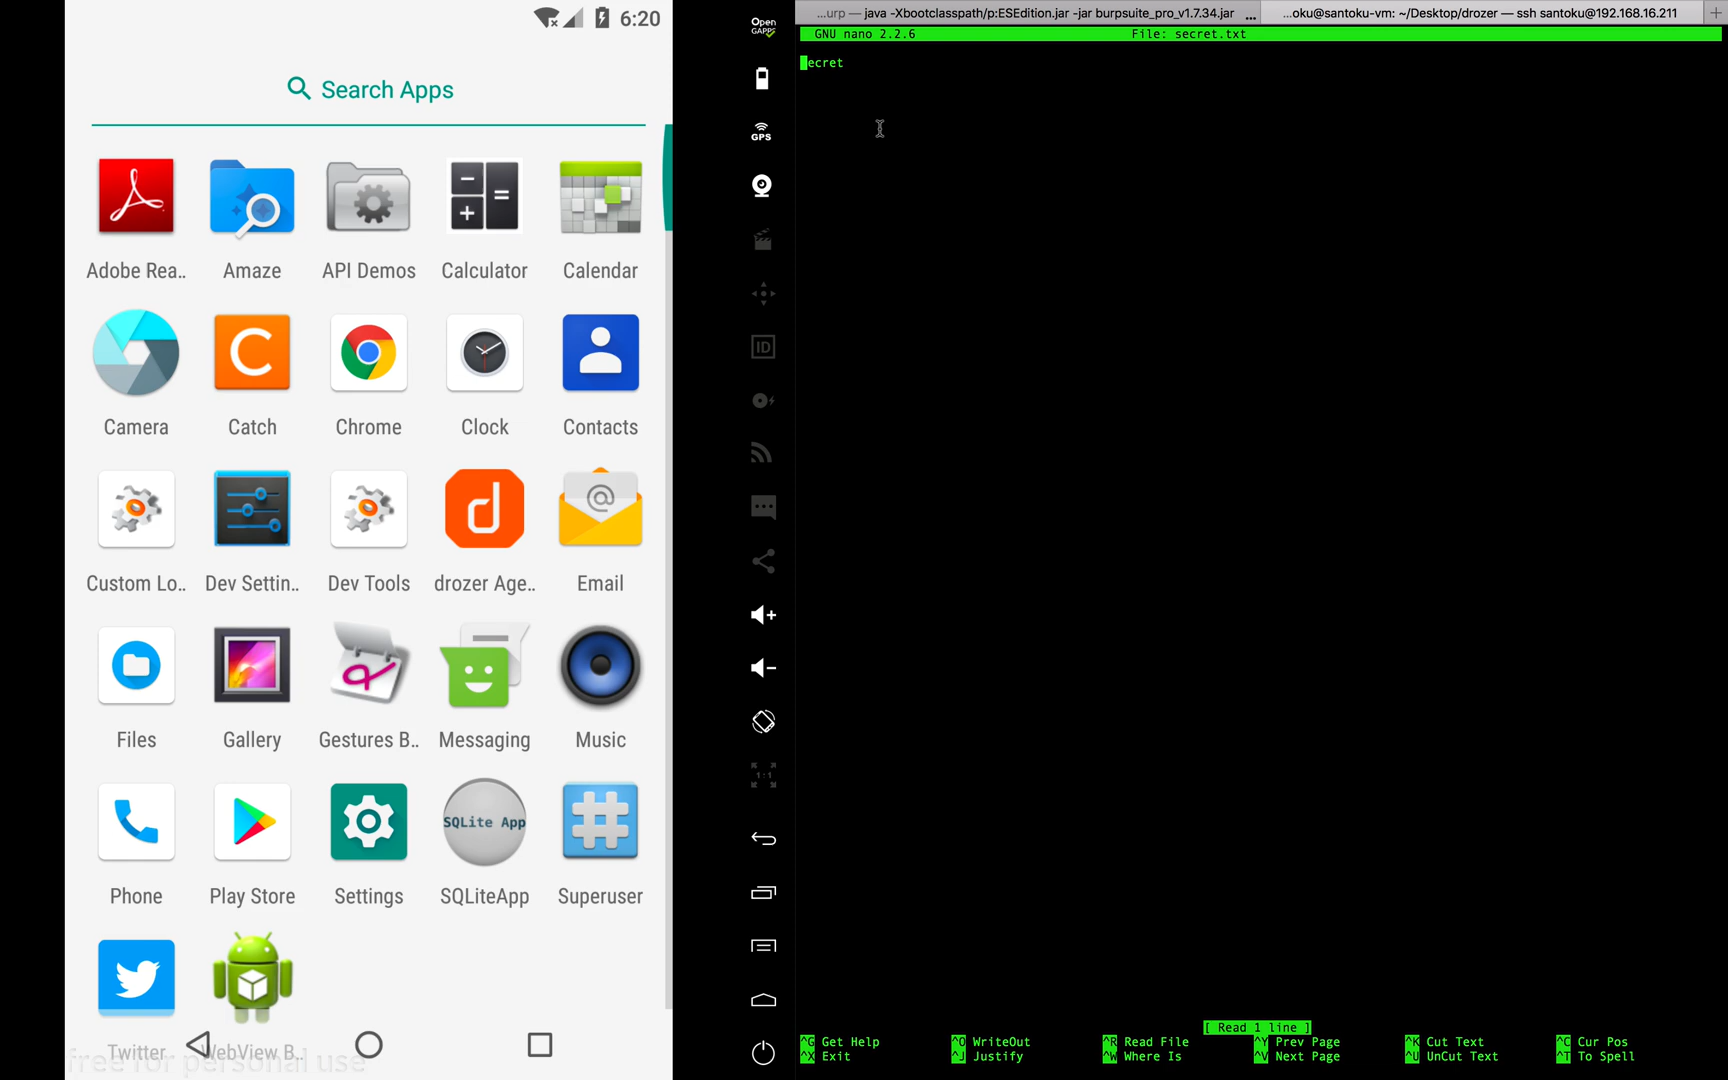 6:20
Search Apps
Adobe Rea..
Amaze
API Demos
Calculator
Calendar
Camera
Catch
Chrome
Clock
Contacts
Custom Lo..
Dev Settin..
Dev Tools
drozer Age..
Email
Files
Gallery
Gestures B..
Messaging
Music
Phone
Play Store
Settings
SQLite App
SQLiteApp
Superuser
Twitter
WebView B..
free for personal use
Open
GAPPS
GPS
ID
1:1
...urp — java -Xbootclasspath/p:ESEdition.jar -jar burpsuite_pro_v1.7.34.jar ...
...oku@santoku-vm: ~/Desktop/drozer — ssh santoku@192.168.16.211
GNU nano 2.2.6 File: secret.txt
ecret
[ Read 1 line ]
^G Get Help ^O WriteOut ^R Read File ^Y Prev Page ^K Cut Text ^C Cur Pos
^X Exit ^J Justify ^W Where Is ^V Next Page ^U UnCut Text ^T To Spell